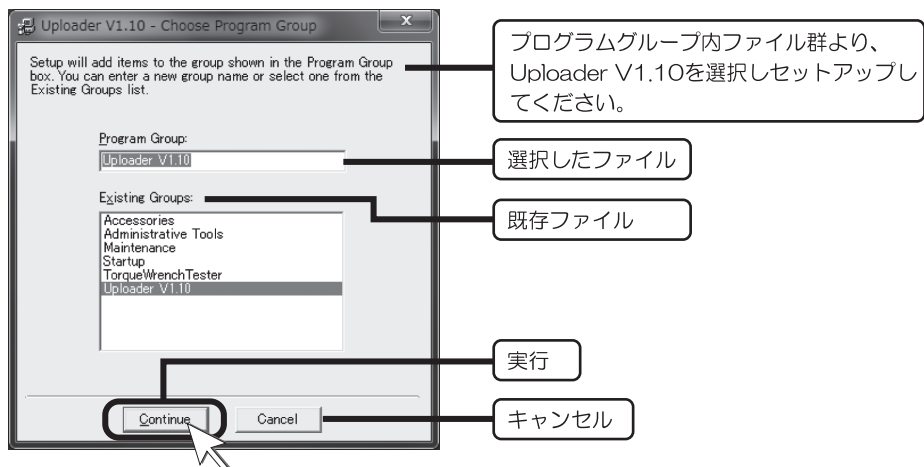 Uploader V1.10 - Choose Program Group
x
Setup will add items to the group shown in the Program Group
box. You can enter a new group name or select one from the
Existing Groups list.
プログラムグループ内ファイル群より、
Uploader V1.10を選択しセットアップし
てください。
Program Group:
Uploader V1.10
選択したファイル
Existing Groups:
既存ファイル
Accessories
Administrative Tools
Maintenance
Startup
TorqueWrenchTester
Uploader V1.10
実行
Continue
Cancel
キャンセル